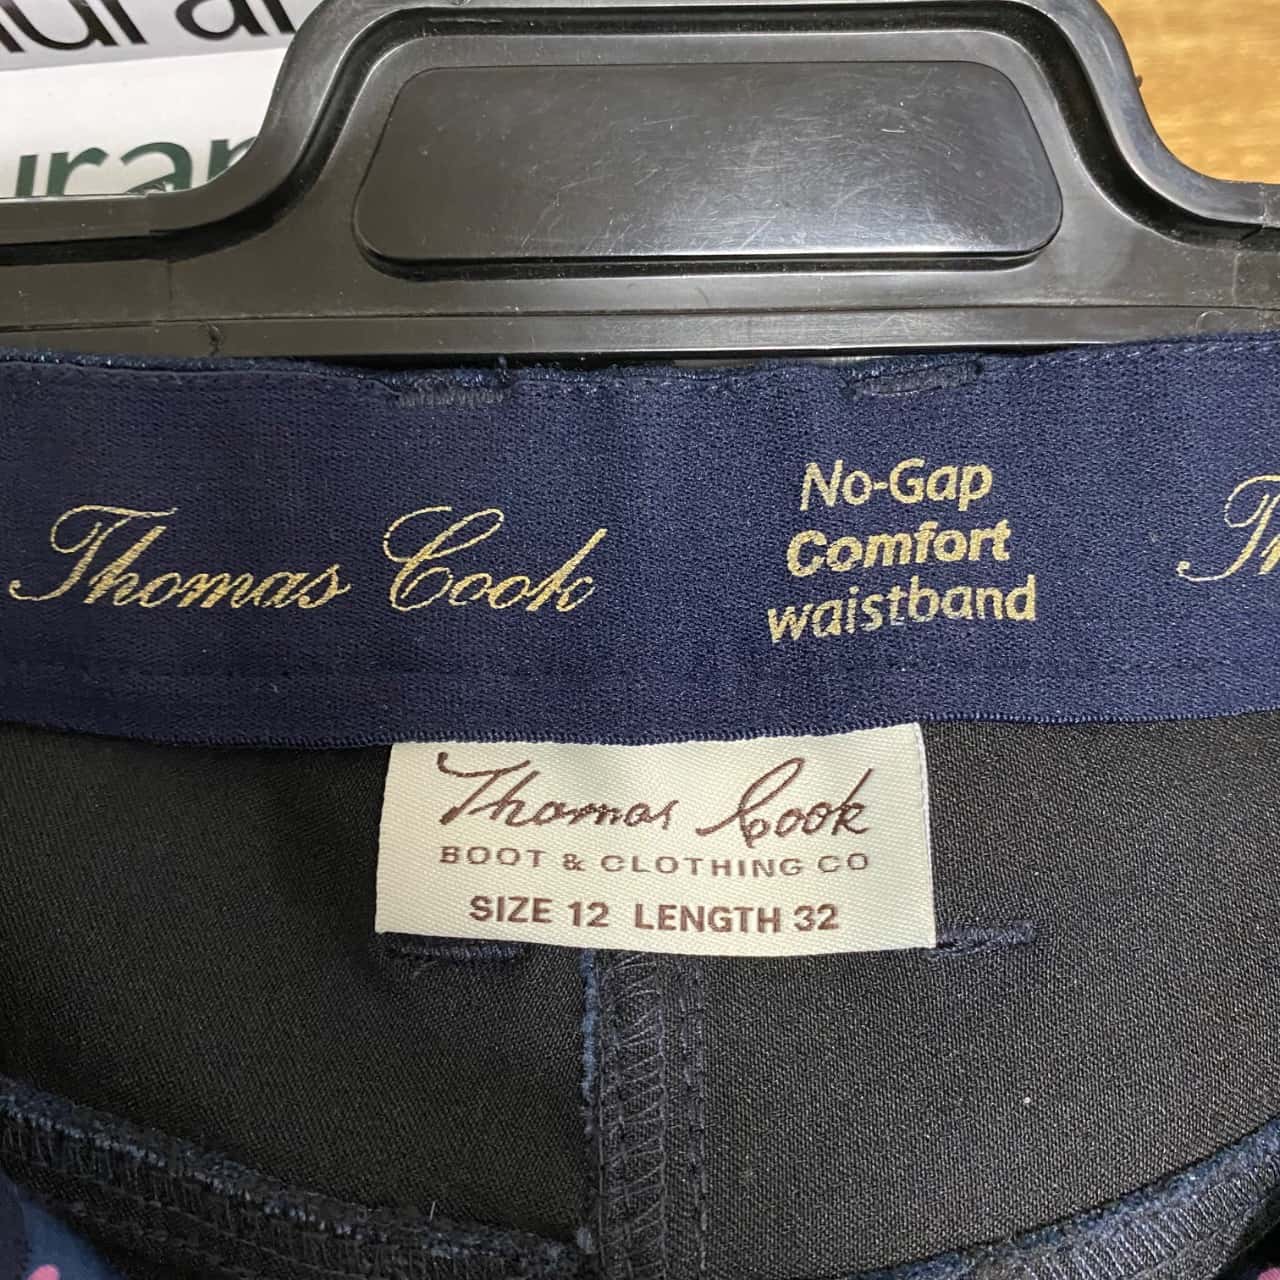 Thomas Cook
No-Gap
Comfort
waistband
Thomas Cook
BOOT & CLOTHING CO
SIZE 12 LENGTH 32